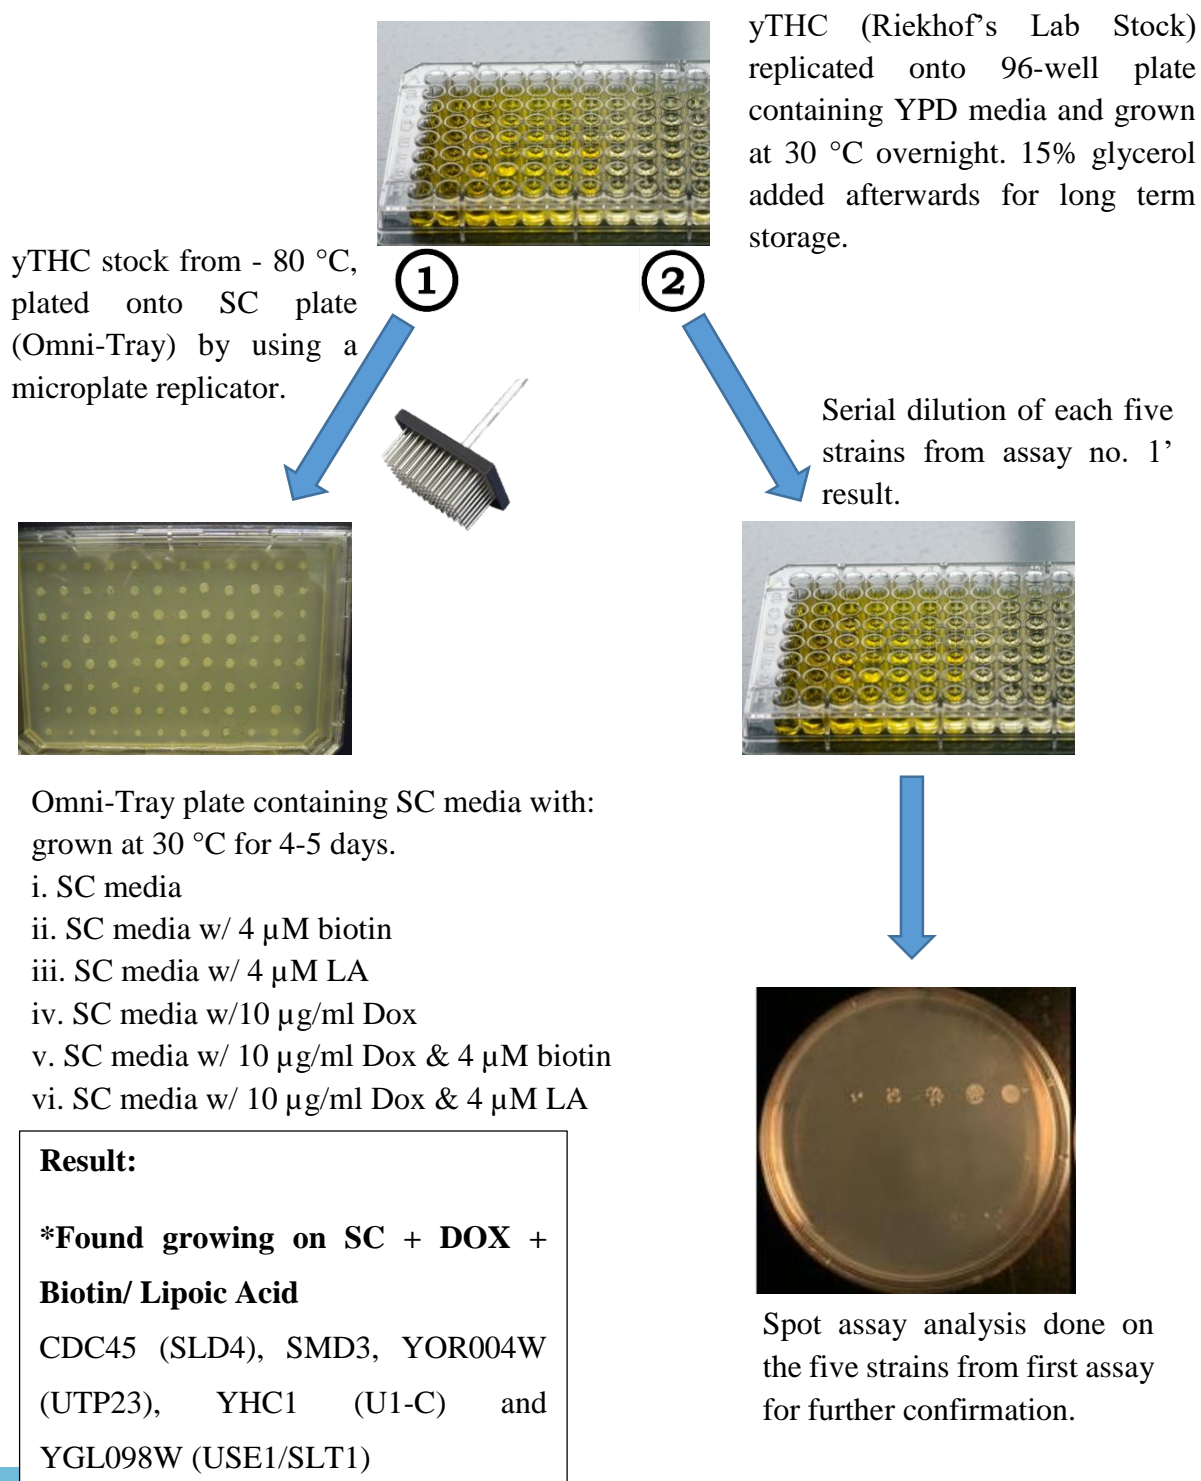 yTHC (Riekhof’s Lab Stock)
replicated onto 96-well plate
containing YPD media and grown
at 30 °C overnight. 15% glycerol
added afterwards for long term
storage.
yTHC stock from - 80 °C,
plated onto SC plate
(Omni-Tray) by using a
microplate replicator.
1
2
Serial dilution of each five
strains from assay no. 1’
result.
Omni-Tray plate containing SC media with:
grown at 30 °C for 4-5 days.
i. SC media
ii. SC media w/ 4 µM biotin
iii. SC media w/ 4 µM LA
iv. SC media w/10 µg/ml Dox
v. SC media w/ 10 µg/ml Dox & 4 µM biotin
vi. SC media w/ 10 µg/ml Dox & 4 µM LA
Result:
*Found growing on SC + DOX +
Biotin/ Lipoic Acid
CDC45 (SLD4), SMD3, YOR004W
(UTP23), YHC1 (U1-C) and
YGL098W (USE1/SLT1)
Spot assay analysis done on
the five strains from first assay
for further confirmation.